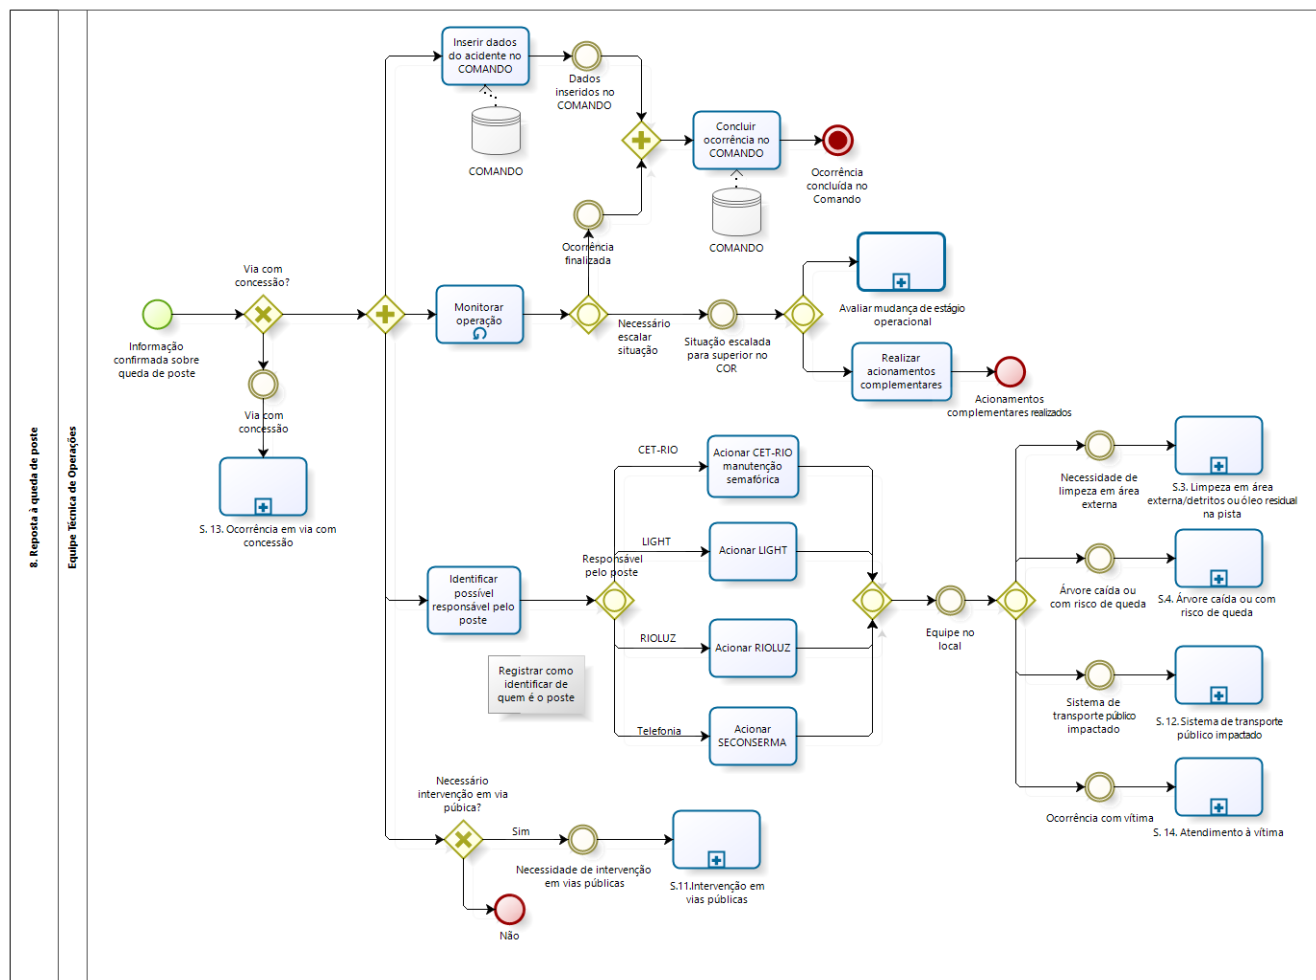 8. Reposta à queda de poste
Equipe Técnica de Operações
Inserir dados
do acidente no
COMANDO
Dados
inseridos no
COMANDO
COMANDO
Concluir
ocorrência no
COMANDO
Ocorrência
concluída no
Comando
COMANDO
Ocorrência
finalizada
Via com
concessão?
Informação
confirmada sobre
queda de poste
Monitorar
operação
Necessário
escalar
situação
Situação escalada
para superior no
COR
Avaliar mudança de estágio
operacional
Realizar
acionamentos
complementares
Acionamentos
complementares realizados
Via com
concessão
S. 13. Ocorrência em via com
concessão
Identificar
possível
responsável pelo
poste
Registrar como
identificar de
quem é o poste
Responsável
pelo poste
CET-RIO
Acionar CET-RIO
manutenção
semafórica
LIGHT
Acionar LIGHT
RIOLUZ
Acionar RIOLUZ
Telefonia
Acionar
SECONSERMA
Equipe no
local
Necessidade de
limpeza em área
externa
S.3. Limpeza em área
externa/detritos ou óleo residual
na pista
Árvore caída ou
com risco de queda
S.4. Árvore caída ou com
risco de queda
Sistema de
transporte público
impactado
S. 12. Sistema de transporte
público impactado
Ocorrência com vítima
S. 14. Atendimento à vítima
Necessário
intervenção em via
púbica?
Sim
Necessidade de intervenção
em vias públicas
S.11.Intervenção em
vias públicas
Não